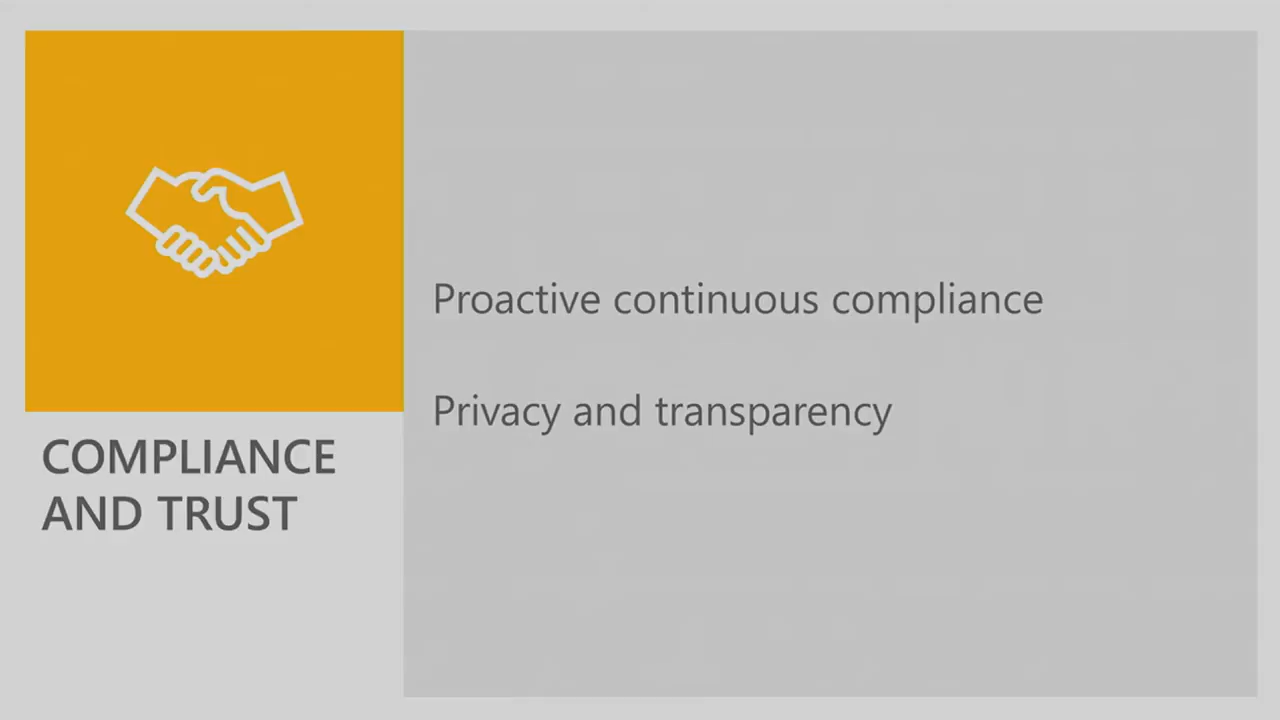 COMPLIANCE
AND TRUST
Proactive continuous compliance
Privacy and transparency